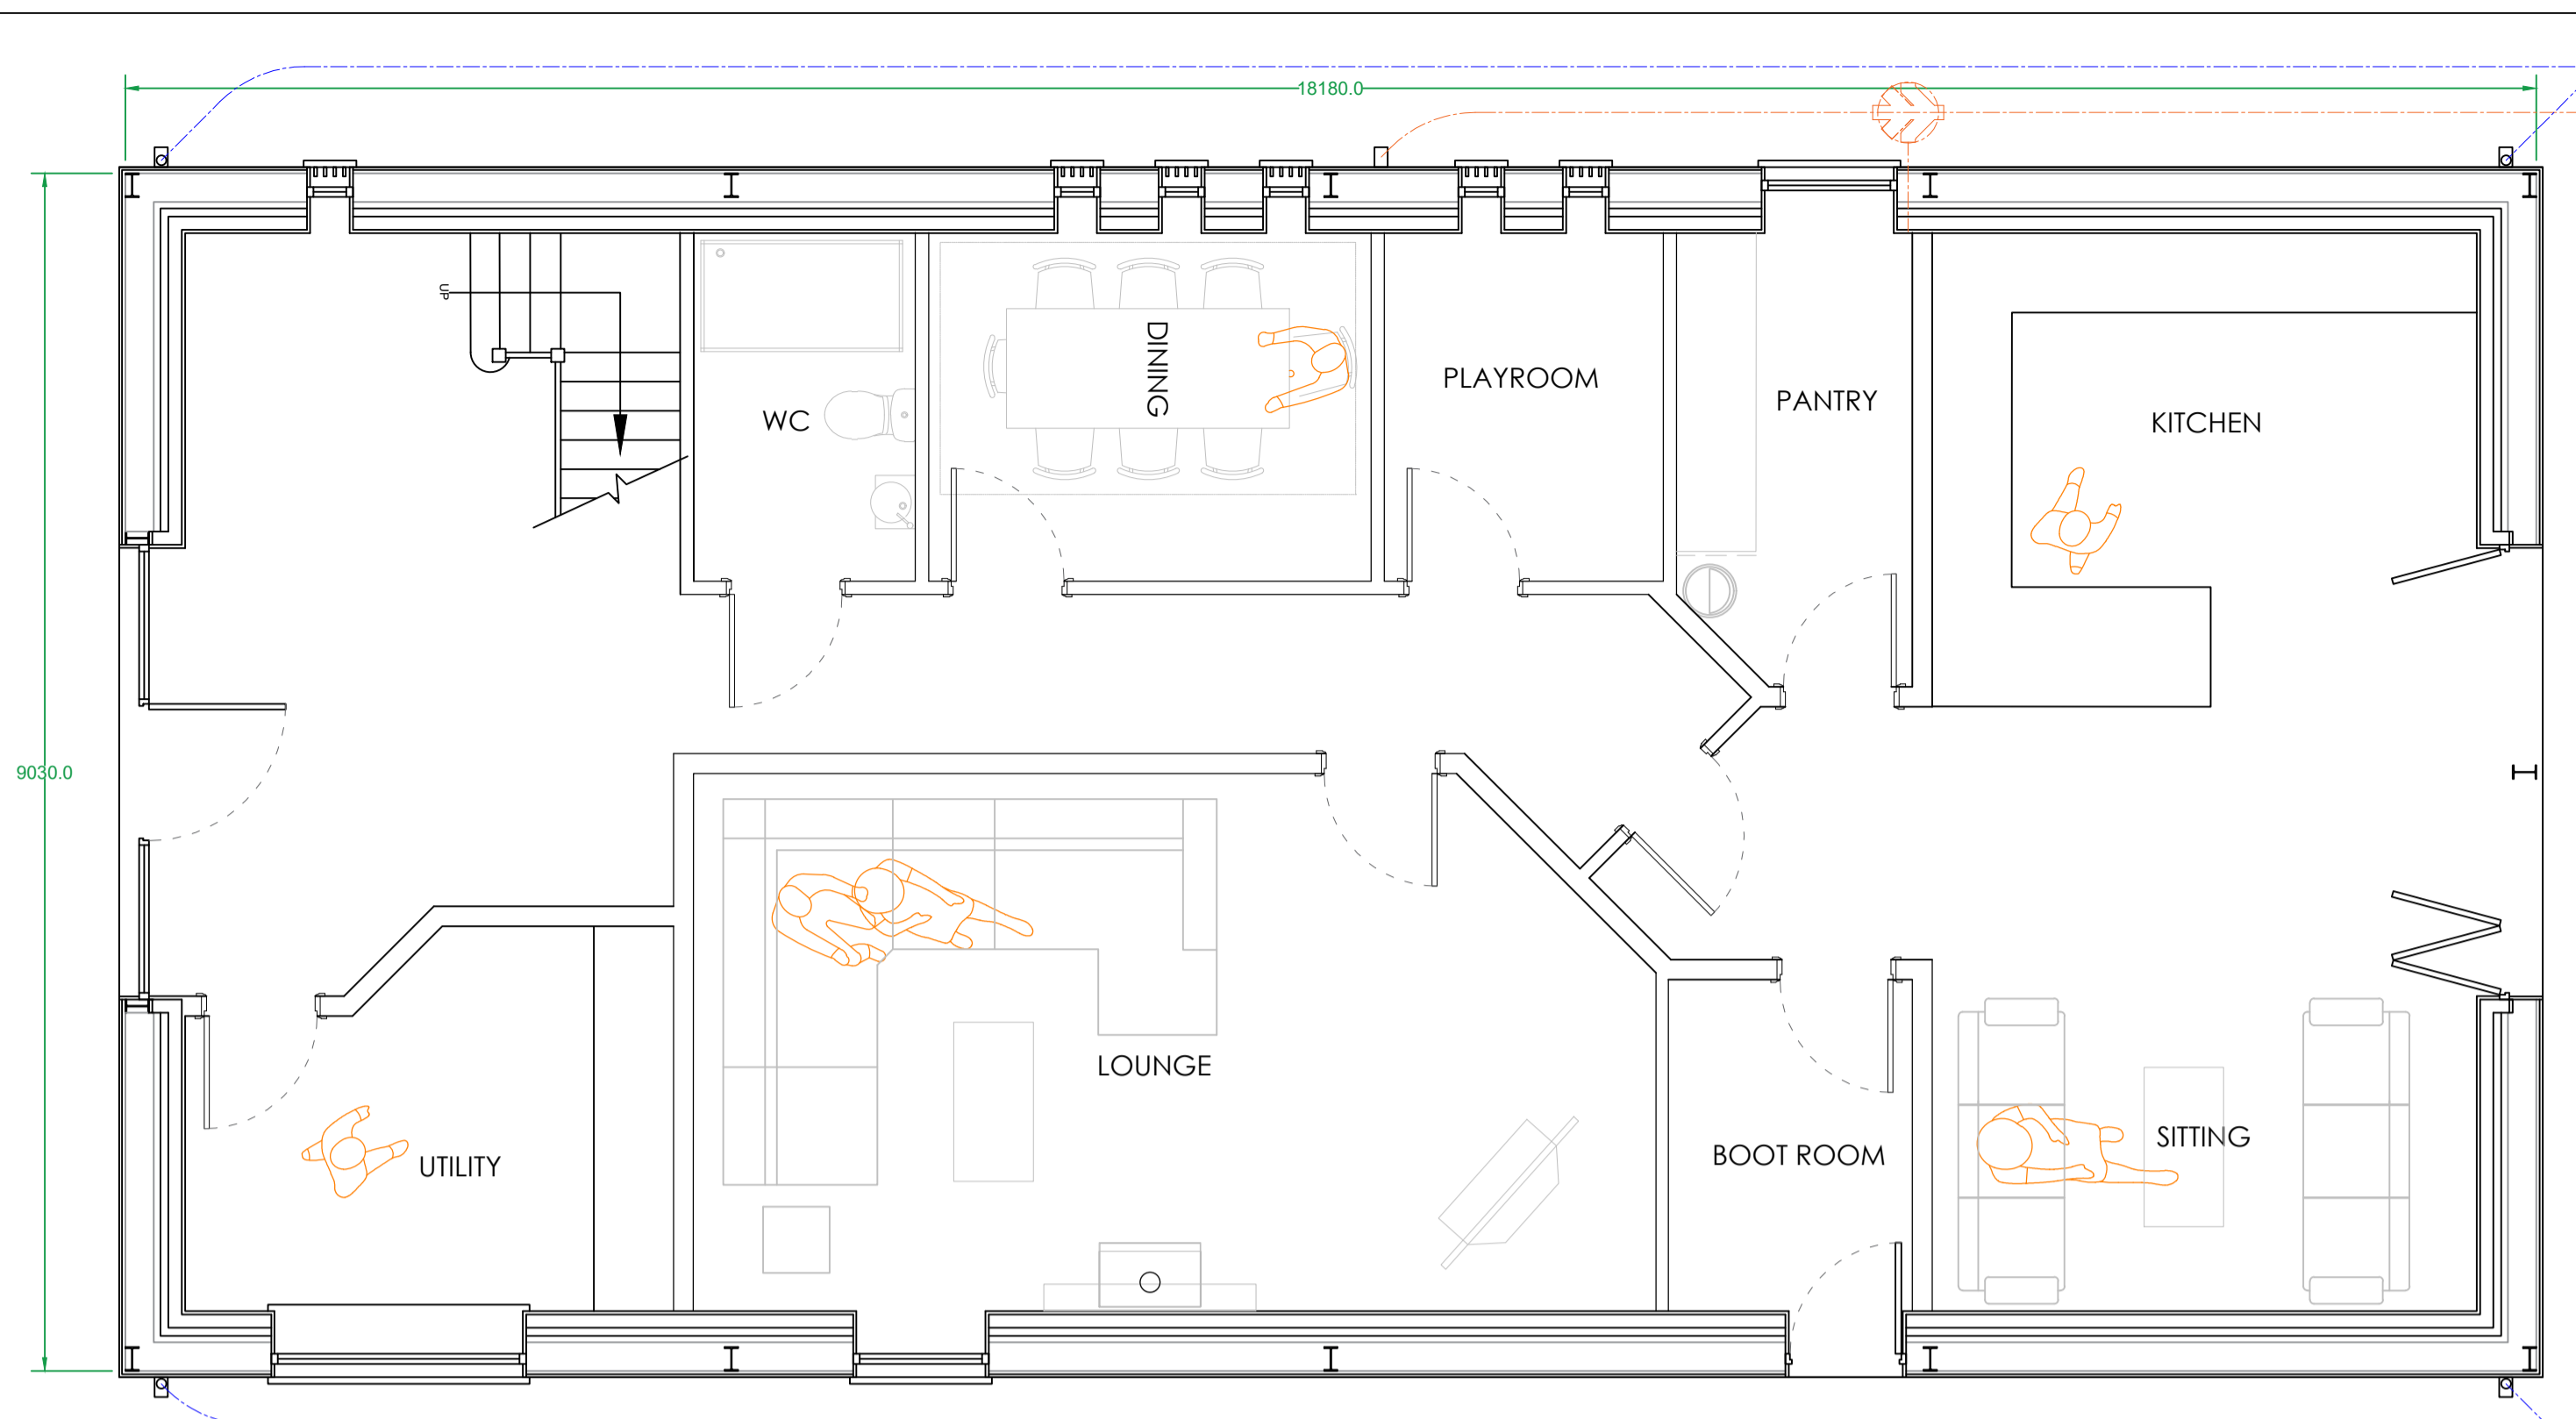 18180.0
UP
DINING
PLAYROOM
PANTRY
WC
KITCHEN
9030.0
LOUNGE
SITTING
BOOT ROOM
UTILITY